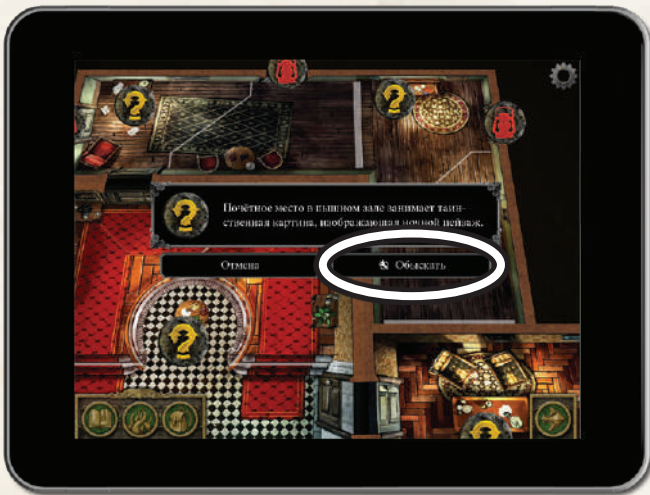 Почётное место в пышном зале занимает таин-
ственная картина, изображающая ночной пейзаж.
Отмена
Обыскать